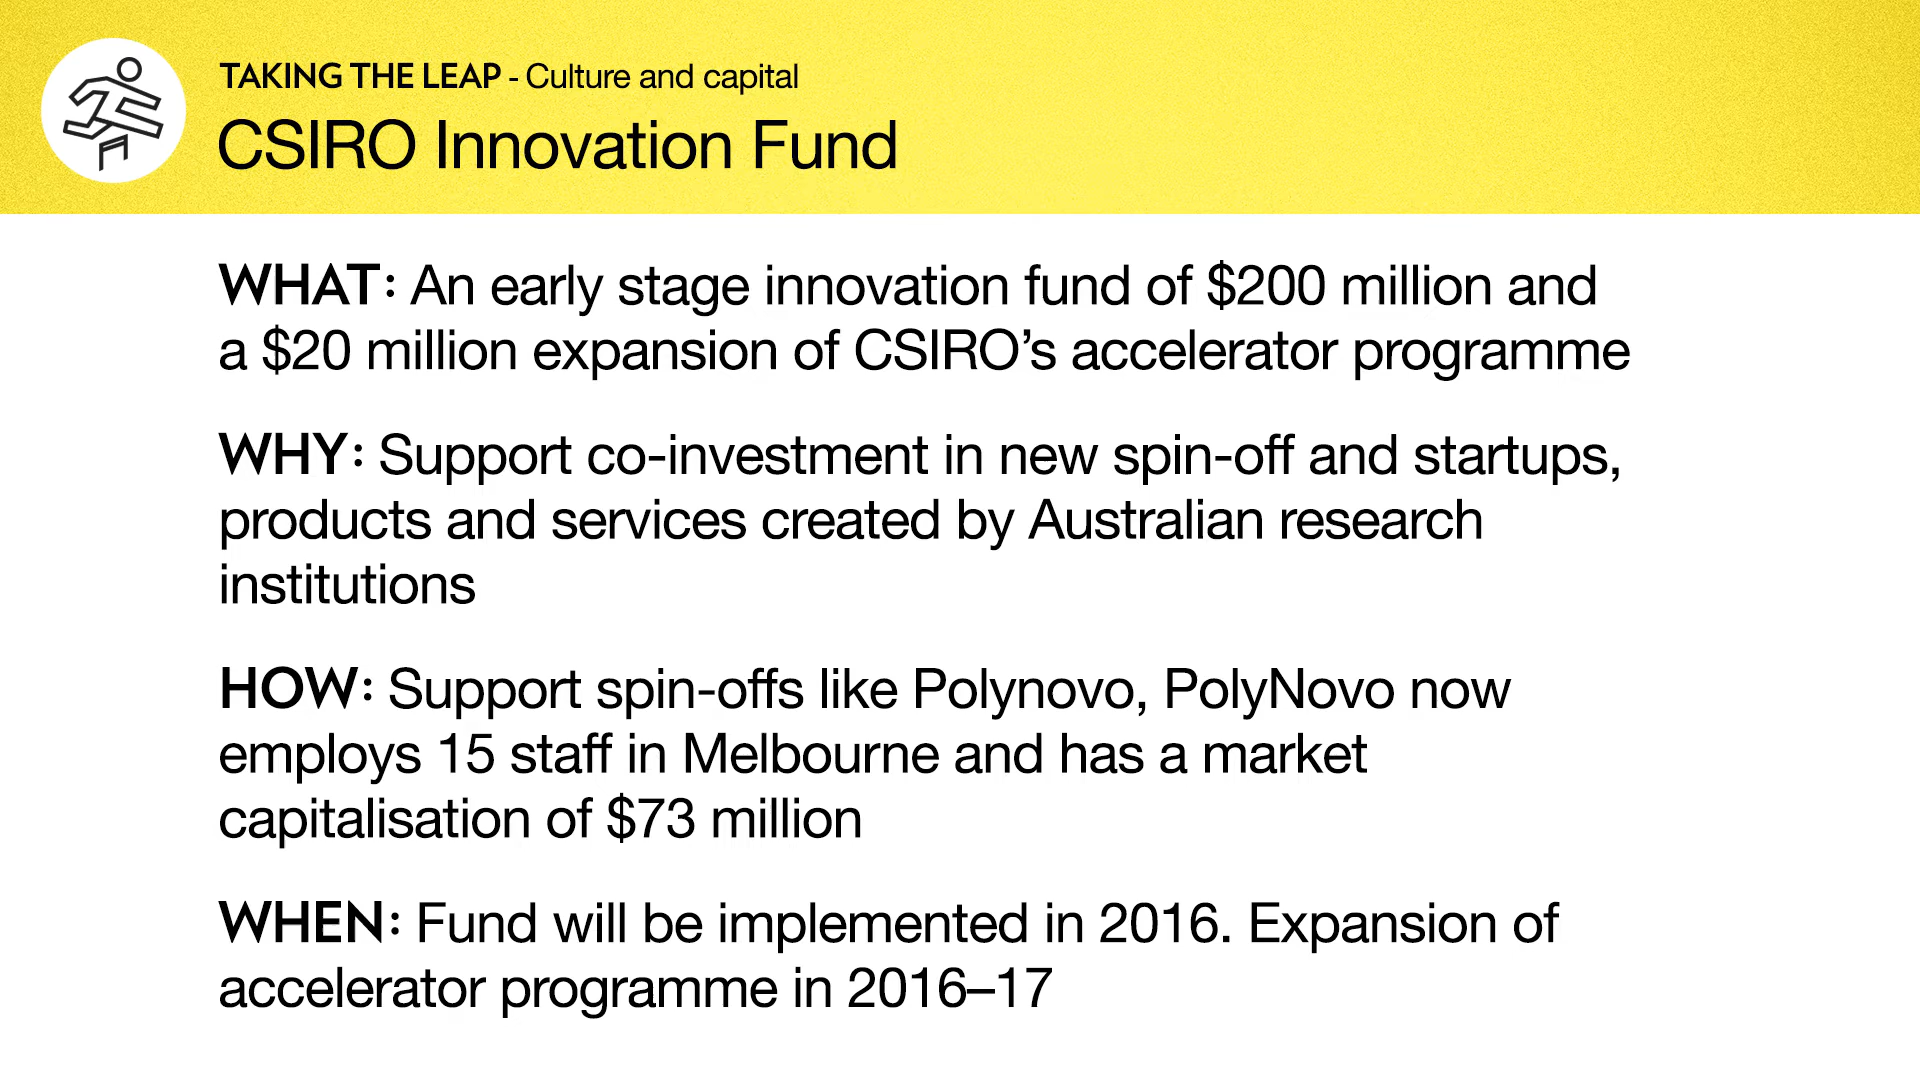 TAKING THE LEAP - Culture and capital
CSIRO Innovation Fund
WHAT: An early stage innovation fund of $200 million and
a $20 million expansion of CSIRO’s accelerator programme
WHY: Support co-investment in new spin-off and startups,
products and services created by Australian research
institutions
HOW: Support spin-offs like Polynovo, PolyNovo now
employs 15 staff in Melbourne and has a market
capitalisation of $73 million
WHEN: Fund will be implemented in 2016. Expansion of
accelerator programme in 2016–17